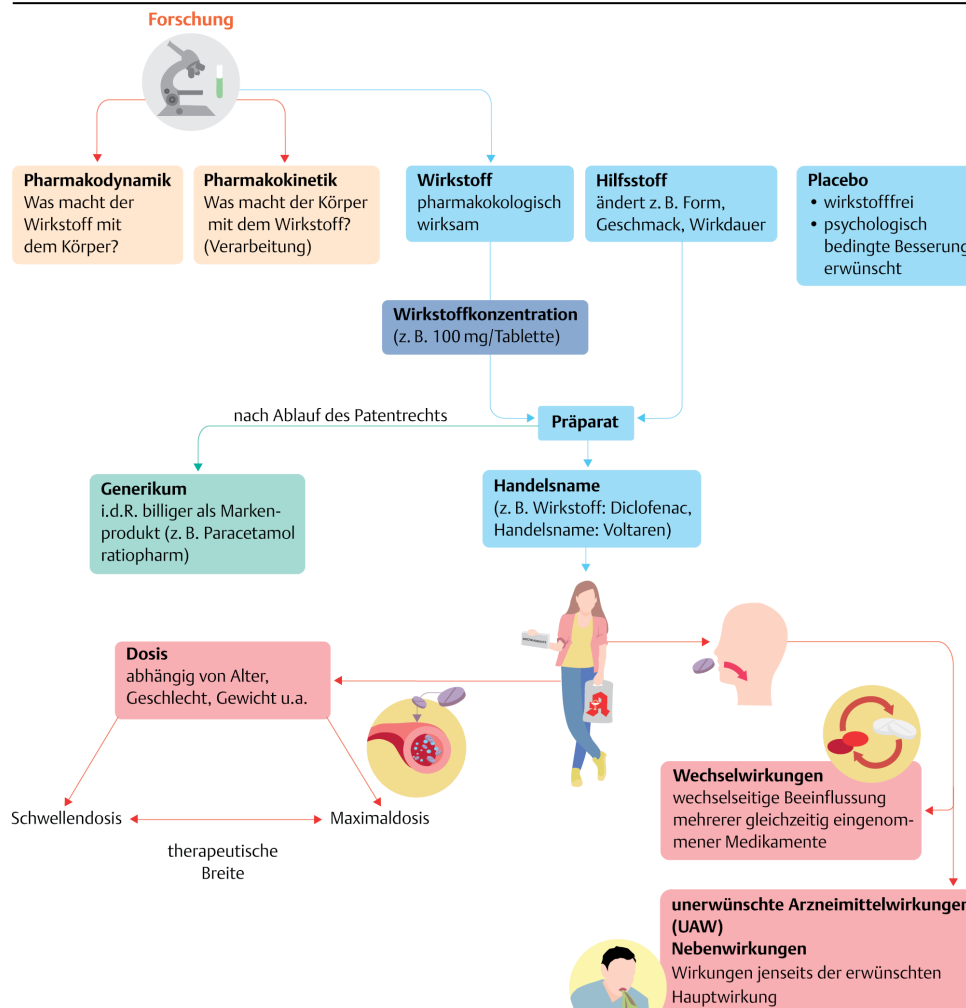 Forschung
Pharmakodynamik
Was macht der
Wirkstoff mit
dem Körper?
Pharmakokinetik
Was macht der Körper
mit dem Wirkstoff?
(Verarbeitung)
Wirkstoff
pharmakokologisch
wirksam
Hilfsstoff
ändert z. B. Form,
Geschmack, Wirkdauer
Placebo
• wirkstofffrei
• psychologisch
bedingte Besserung
erwünscht
Wirkstoffkonzentration
(z. B. 100 mg/Tablette)
nach Ablauf des Patentrechts
Präparat
Generikum
i.d.R. billiger als Marken-
produkt (z. B. Paracetamol
ratiopharm)
Handelsname
(z. B. Wirkstoff: Diclofenac,
Handelsname: Voltaren)
Dosis
abhängig von Alter,
Geschlecht, Gewicht u.a.
Schwellendosis
Maximaldosis
therapeutische
Breite
Wechselwirkungen
wechselseitige Beeinflussung
mehrerer gleichzeitig eingenom-
mener Medikamente
unerwünschte Arzneimittelwirkungen
(UAW)
Nebenwirkungen
Wirkungen jenseits der erwünschten
Hauptwirkung